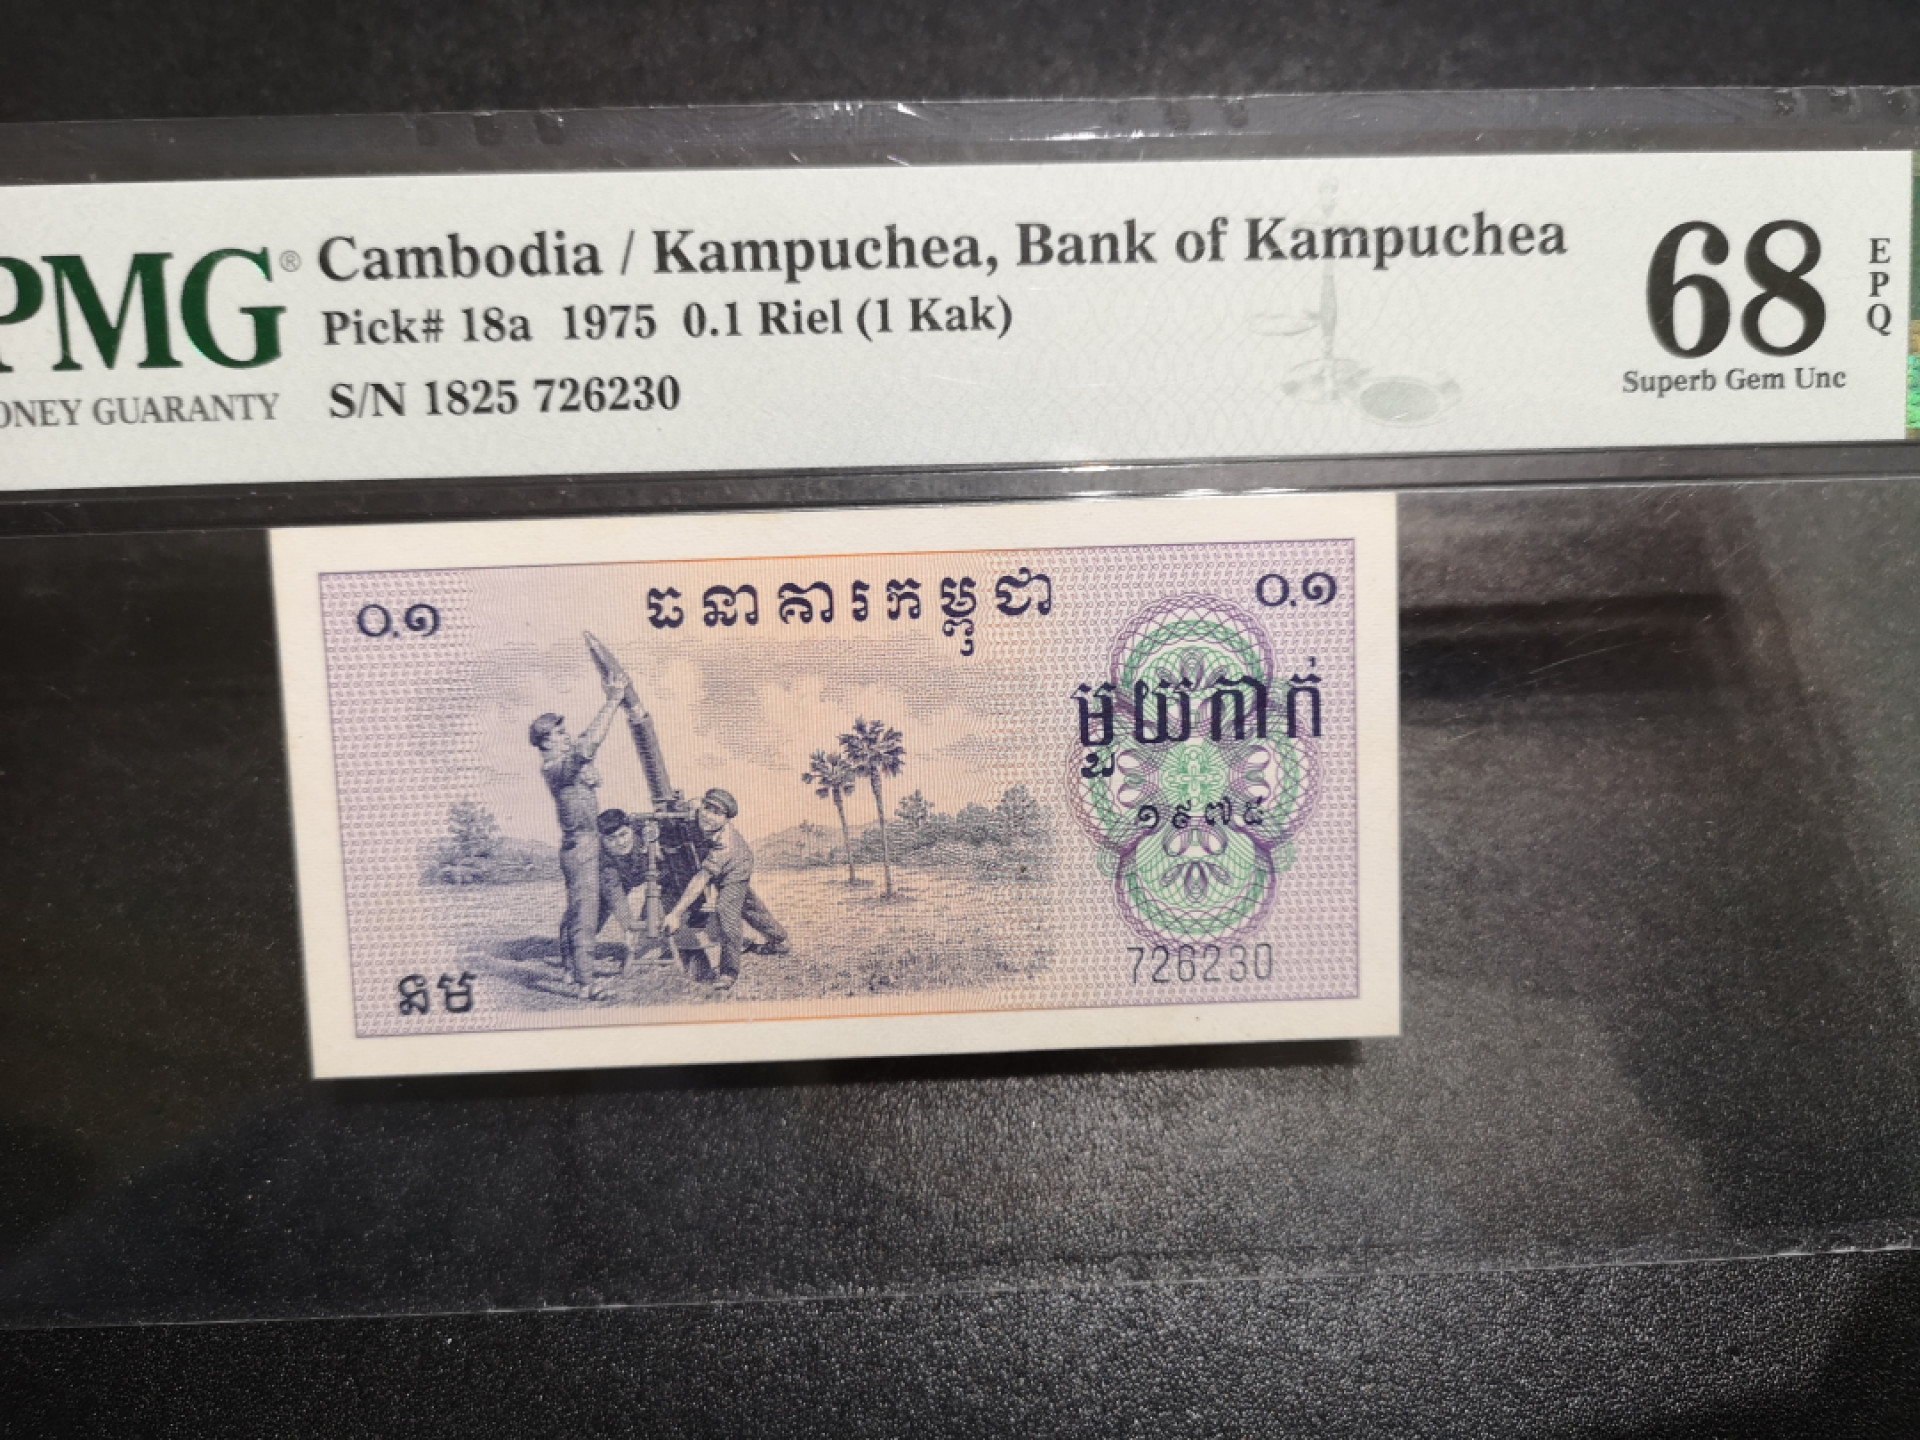 PMG®
ONEY GUARANTY
Cambodia / Kampuchea, Bank of Kampuchea
Pick# 18a 1975 0.1 Riel (1 Kak)
S/N 1825 726230
68
EPQ
Superb Gem Unc
ធនាគារកម្ពុជា
០.១
០.១
មួយកាក់
១៩៧៥
នម
726230